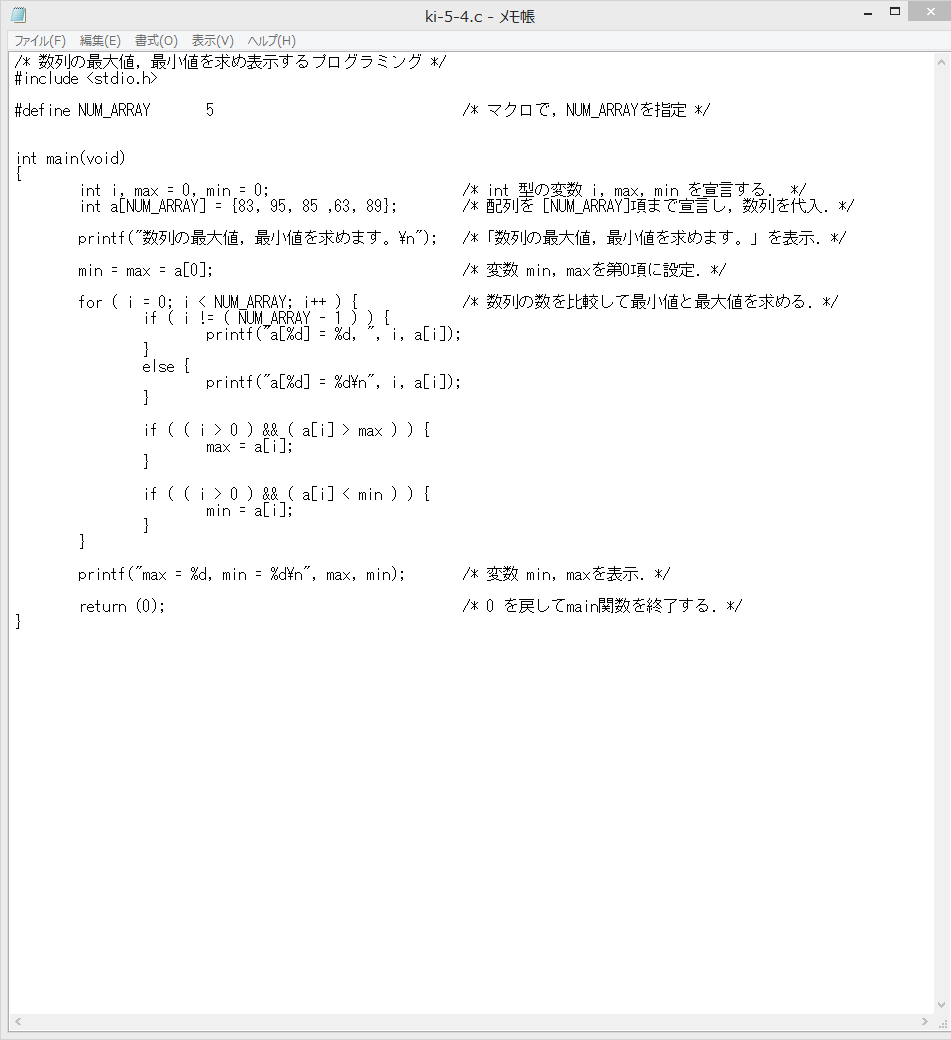 ki-5-4.c - メモ帳
ファイル(F) 編集(E) 書式(O) 表示(V) ヘルプ(H)
/* 数列の最大値，最小値を求め表示するプログラミング */
#include <stdio.h>
#define NUM_ARRAY 5 /* マクロで，NUM_ARRAYを指定 */
int main(void)
{
int i, max = 0, min = 0; /* int 型の変数 i, max, min を宣言する． */
int a[NUM_ARRAY] = {83, 95, 85 ,63, 89}; /* 配列を [NUM_ARRAY]項まで宣言し，数列を代入．*/
printf("数列の最大値，最小値を求めます。¥n"); /*「数列の最大値，最小値を求めます。」を表示．*/
min = max = a[0]; /* 変数 min, maxを第0項に設定．*/
for ( i = 0; i < NUM_ARRAY; i++ ) { /* 数列の数を比較して最小値と最大値を求める．*/
if ( i != ( NUM_ARRAY - 1 ) ) {
printf("a[%d] = %d, ", i, a[i]);
}
else {
printf("a[%d] = %d¥n", i, a[i]);
}
if ( ( i > 0 ) && ( a[i] > max ) ) {
max = a[i];
}
if ( ( i > 0 ) && ( a[i] < min ) ) {
min = a[i];
}
}
printf("max = %d, min = %d¥n", max, min); /* 変数 min, maxを表示．*/
return (0); /* 0 を戻してmain関数を終了する．*/
}